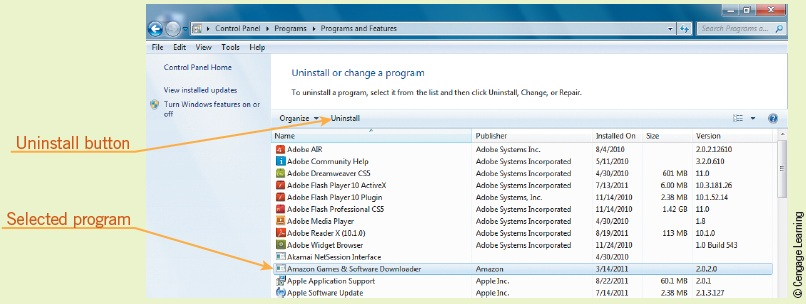 Control Panel ▸ Programs ▸ Programs and Features
Search Programs a...
File Edit View Tools Help
Control Panel Home
View installed updates
Turn Windows features on or
off
Uninstall or change a program
To uninstall a program, select it from the list and then click Uninstall, Change, or Repair.
Organize Uninstall
Uninstall button
Selected program
Name Publisher Installed On Size Version
Adobe AIR Adobe Systems Inc. 8/4/2010 2.0.2.12610
Adobe Community Help Adobe Systems Incorporated 5/11/2010 3.2.0.610
Adobe Dreamweaver CS5 Adobe Systems Incorporated 4/30/2010 601 MB 11.0
Adobe Flash Player 10 ActiveX Adobe Systems Incorporated 7/13/2011 6.00 MB 10.3.181.26
Adobe Flash Player 10 Plugin Adobe Systems, Inc. 11/14/2010 2.38 MB 10.1.52.14
Adobe Flash Professional CS5 Adobe Systems Incorporated 11/14/2010 1.42 GB 11.0
Adobe Media Player Adobe Systems Incorporated 4/30/2010 1.8
Adobe Reader X (10.1.0) Adobe Systems Incorporated 8/19/2011 113 MB 10.1.0
Adobe Widget Browser Adobe Systems Incorporated 11/24/2010 1.0 Build 543
Akamai NetSession Interface 4/30/2010
Amazon Games & Software Downloader Amazon 3/14/2011 2.0.2.0
Apple Application Support Apple Inc. 8/22/2011 60.1 MB 2.0.1
Apple Software Update Apple Inc. 7/14/2011 2.38 MB 2.1.3.127
© Cengage Learning